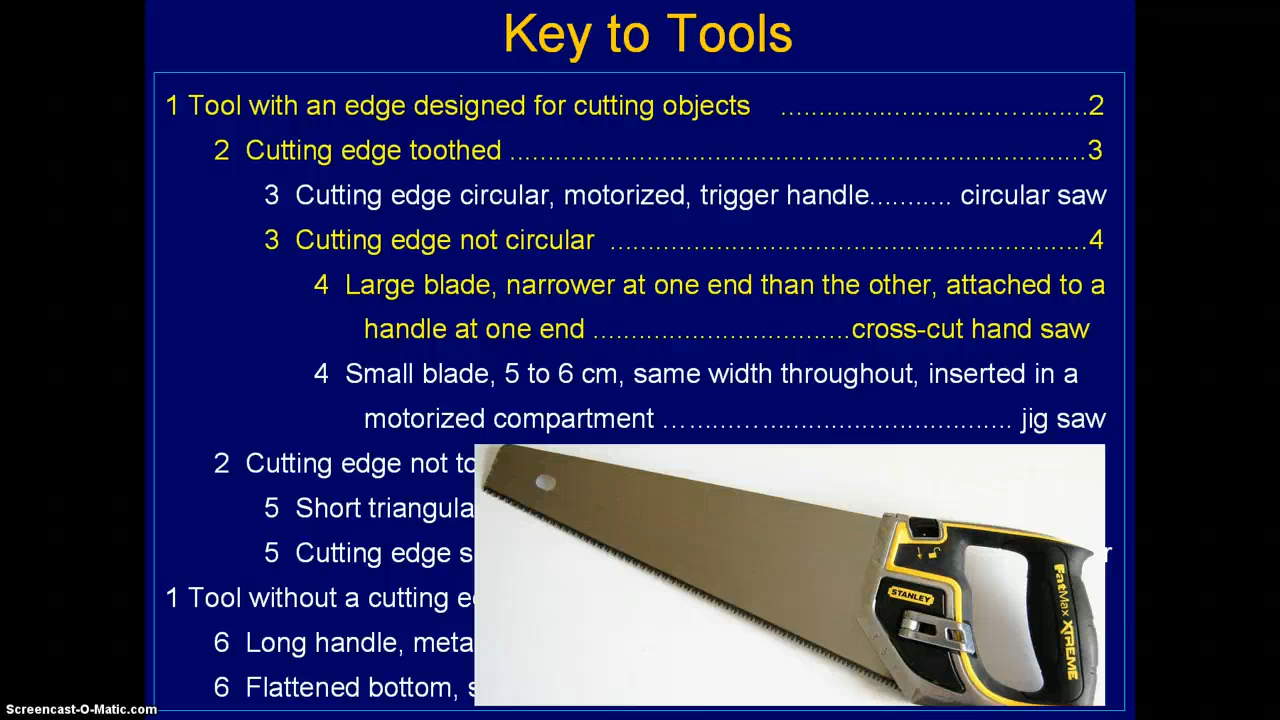 Key to Tools
1 Tool with an edge designed for cutting objects ..................................2
2 Cutting edge toothed ..........................................................................3
3 Cutting edge circular, motorized, trigger handle........... circular saw
3 Cutting edge not circular .............................................................4
4 Large blade, narrower at one end than the other, attached to a
handle at one end .................................cross-cut hand saw
4 Small blade, 5 to 6 cm, same width throughout, inserted in a
motorized compartment ............................................. jig saw
2 Cutting edge not
5 Short
5 Cutting edge
1 Tool without a cutting
6 Long handle,
6 Flattened bottom,
STANLEY
FatMax XTREME
Screencast-O-Matic.com